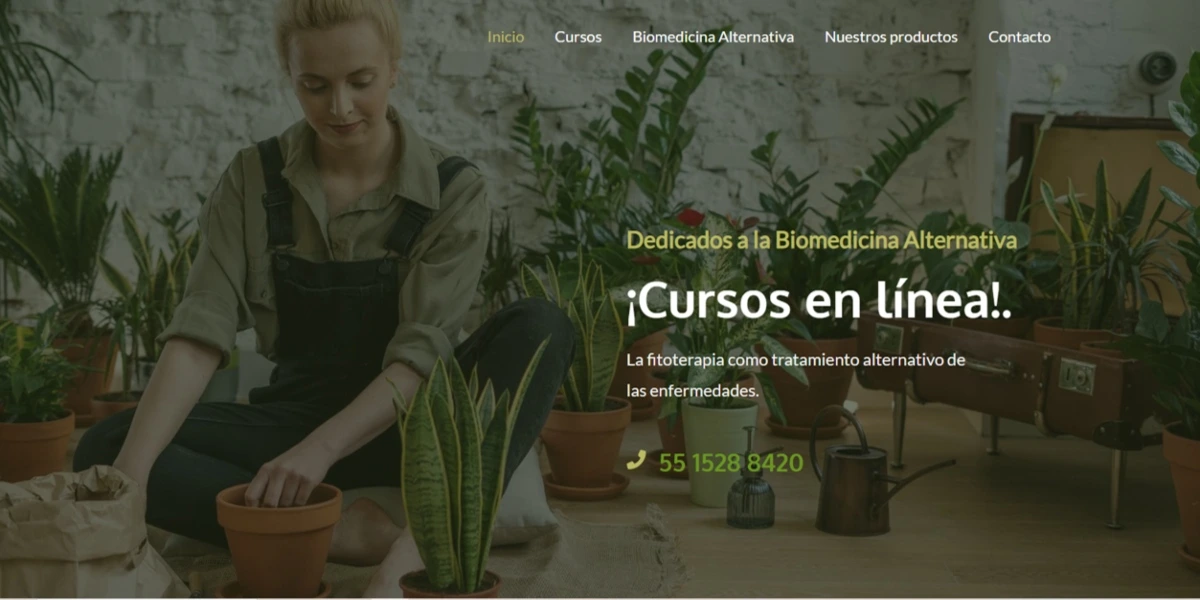 Inicio Cursos Biomedicina Alternativa Nuestros productos Contacto
Dedicados a la Biomedicina Alternativa
¡Cursos en línea!.
La fitoterapia como tratamiento alternativo de
las enfermedades.
55 1528 8420